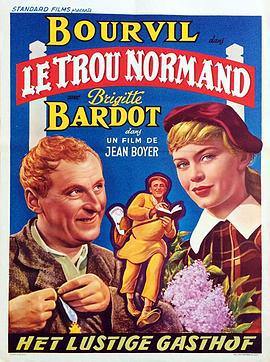 STANDARD FILMS présente
BOURVIL dans
LE TROU NORMAND
avec Brigitte
BARDOT
dans
UN FILM DE
JEAN BOYER
HET LUSTIGE GASTHOF